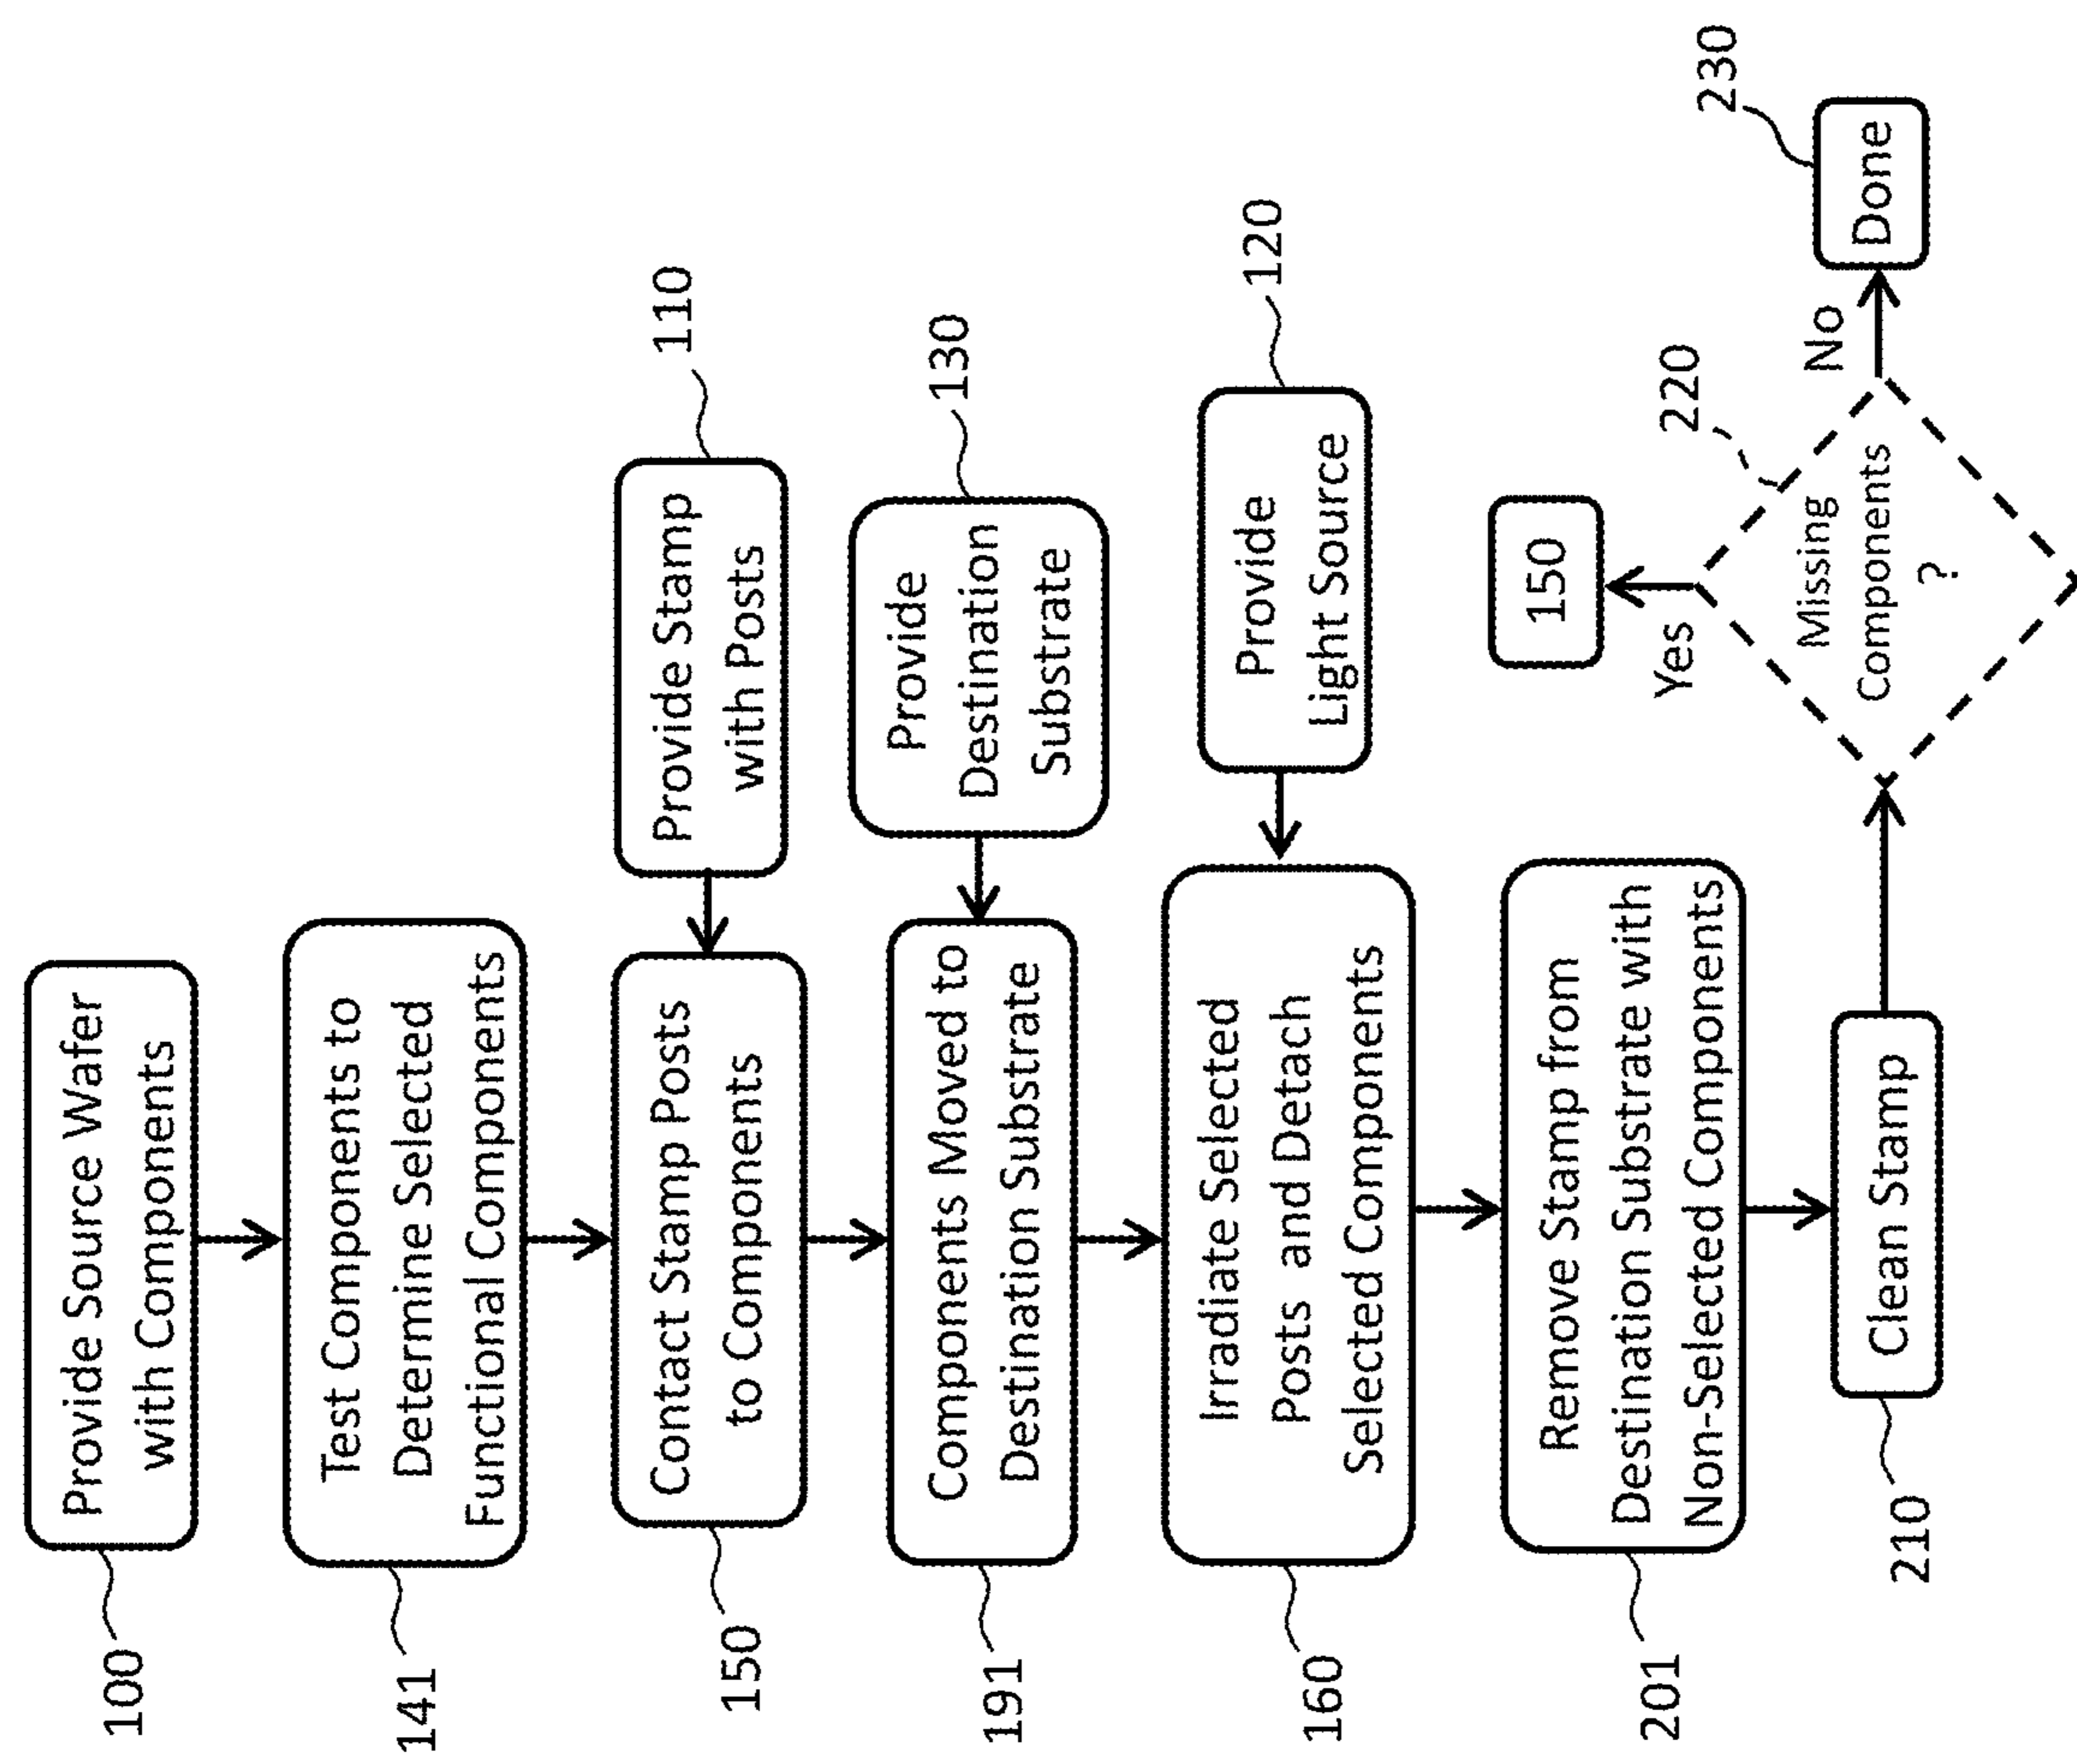 100
Provide Source Wafer
with Components
141
Test Components to
Determine Selected
Functional Components
150
Contact Stamp Posts
to Components
Provide Stamp
with Posts
110
191
Components Moved to
Destination Substrate
Provide
Destination
Substrate
130
160
Irradiate Selected
Posts and Detach
Selected Components
Provide
Light Source
120
201
Remove Stamp from
Destination Substrate with
Non-Selected Components
210
Clean Stamp
Missing
Components
?
220
Yes
150
No
Done
230